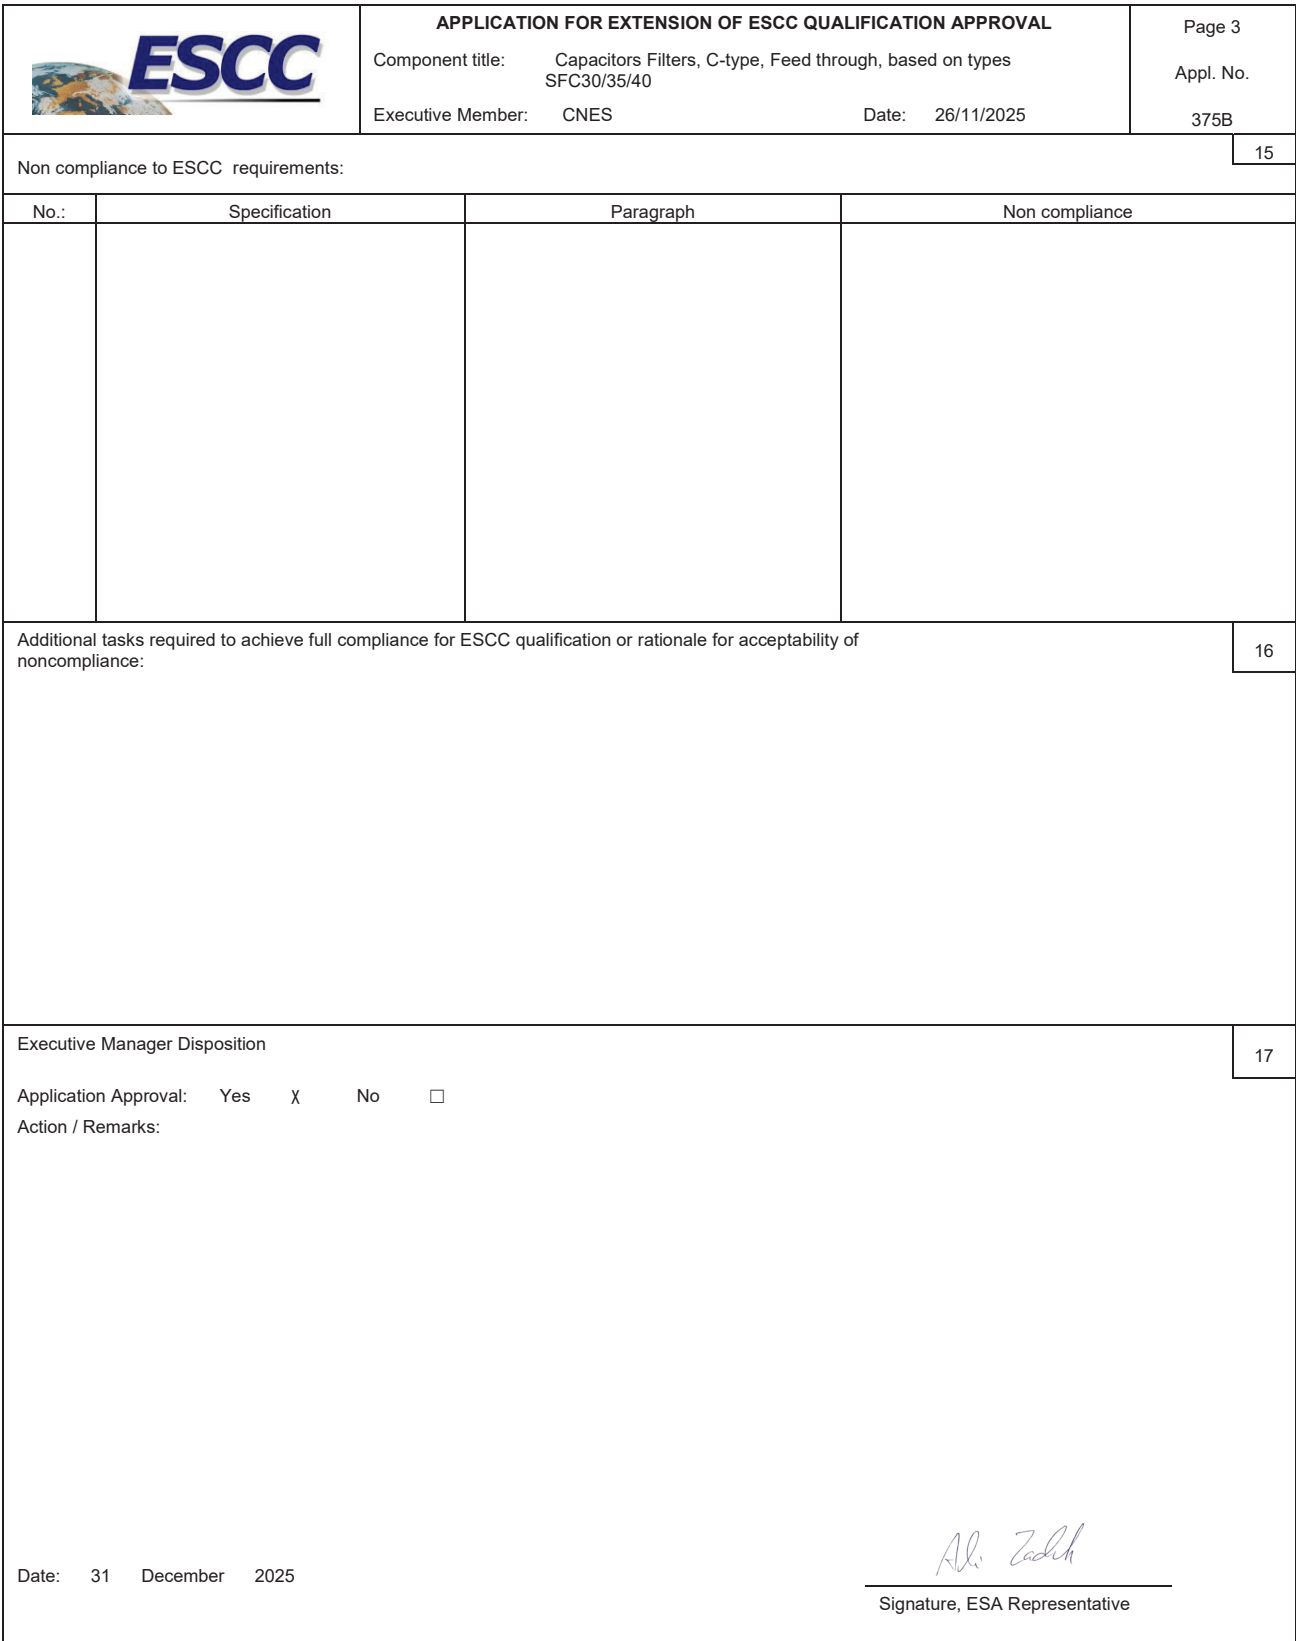 ESCC
APPLICATION FOR EXTENSION OF ESCC QUALIFICATION APPROVAL
Component title: Capacitors Filters, C-type, Feed through, based on types
SFC30/35/40
Executive Member: CNES Date: 26/11/2025
Page 3
Appl. No.
375B
15
Non compliance to ESCC requirements:
No.: Specification Paragraph Non compliance
Additional tasks required to achieve full compliance for ESCC qualification or rationale for acceptability of
noncompliance:
16
Executive Manager Disposition
17
Application Approval: Yes X No ☐
Action / Remarks:
Ali Zadeh
Date: 31 December 2025
Signature, ESA Representative